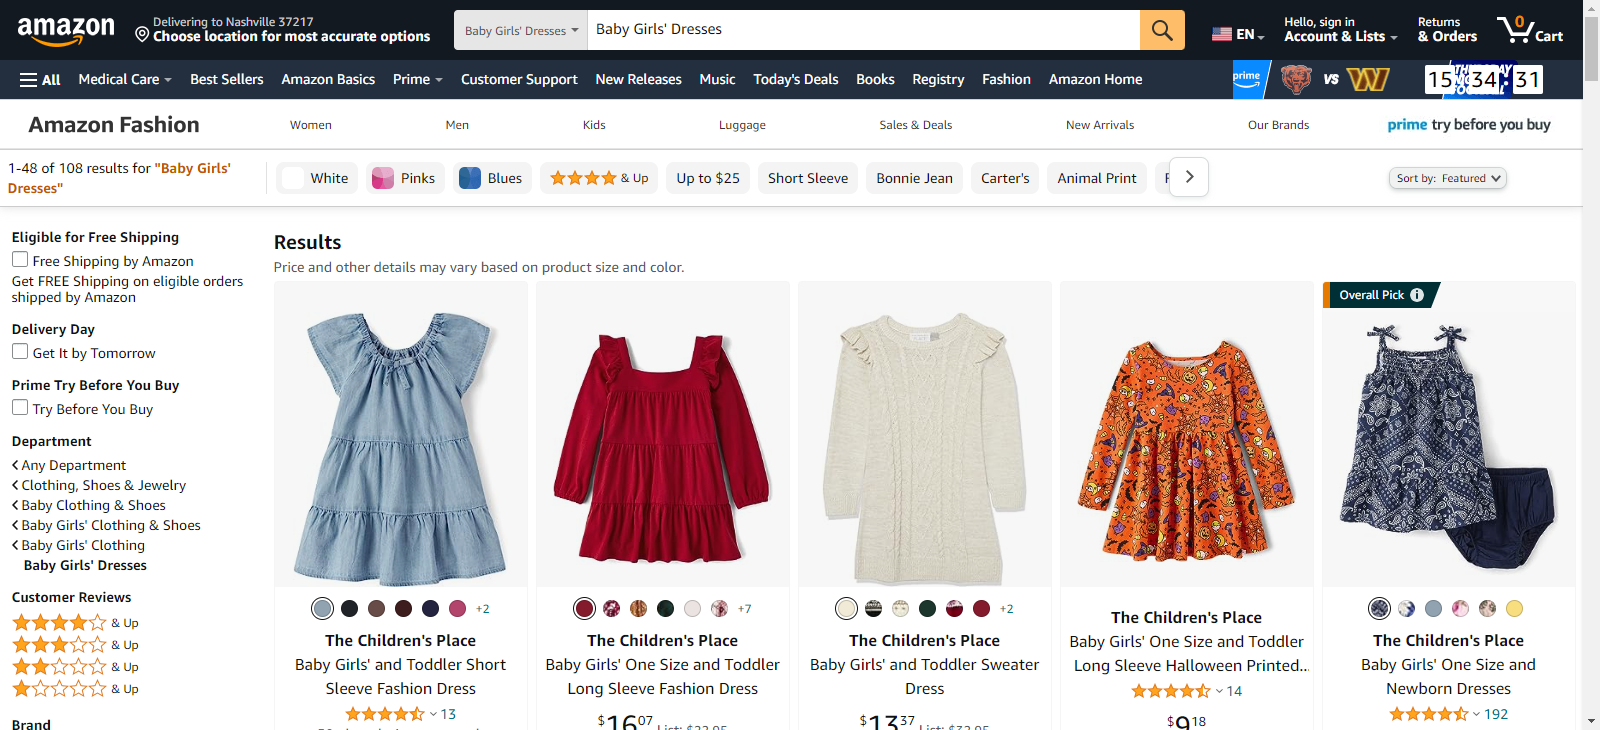 amazon
Delivering to Nashville 37217
Choose location for most accurate options
Baby Girls' Dresses
Baby Girls' Dresses
EN
Hello, sign in
Account & Lists
Returns
& Orders
0
Cart
All
Medical Care
Best Sellers
Amazon Basics
Prime
Customer Support
New Releases
Music
Today's Deals
Books
Registry
Fashion
Amazon Home
prime
VS
15:34:31
Amazon Fashion
Women
Men
Kids
Luggage
Sales & Deals
New Arrivals
Our Brands
prime try before you buy
1-48 of 108 results for "Baby Girls'
Dresses"
White
Pinks
Blues
& Up
Up to $25
Short Sleeve
Bonnie Jean
Carter's
Animal Print
Sort by: Featured
Eligible for Free Shipping
Free Shipping by Amazon
Get FREE Shipping on eligible orders
shipped by Amazon
Delivery Day
Get It by Tomorrow
Prime Try Before You Buy
Try Before You Buy
Department
Any Department
Clothing, Shoes & Jewelry
Baby Clothing & Shoes
Baby Girls' Clothing & Shoes
Baby Girls' Clothing
Baby Girls' Dresses
Customer Reviews
& Up
& Up
& Up
& Up
Brand
Results
Price and other details may vary based on product size and color.
+2
The Children's Place
Baby Girls' and Toddler Short
Sleeve Fashion Dress
13
+7
The Children's Place
Baby Girls' One Size and Toddler
Long Sleeve Fashion Dress
$16.07 List: $22.95
+2
The Children's Place
Baby Girls' and Toddler Sweater
Dress
$13.37 List: $32.95
The Children's Place
Baby Girls' One Size and Toddler
Long Sleeve Halloween Printed...
14
$9.18
Overall Pick
The Children's Place
Baby Girls' One Size and
Newborn Dresses
192